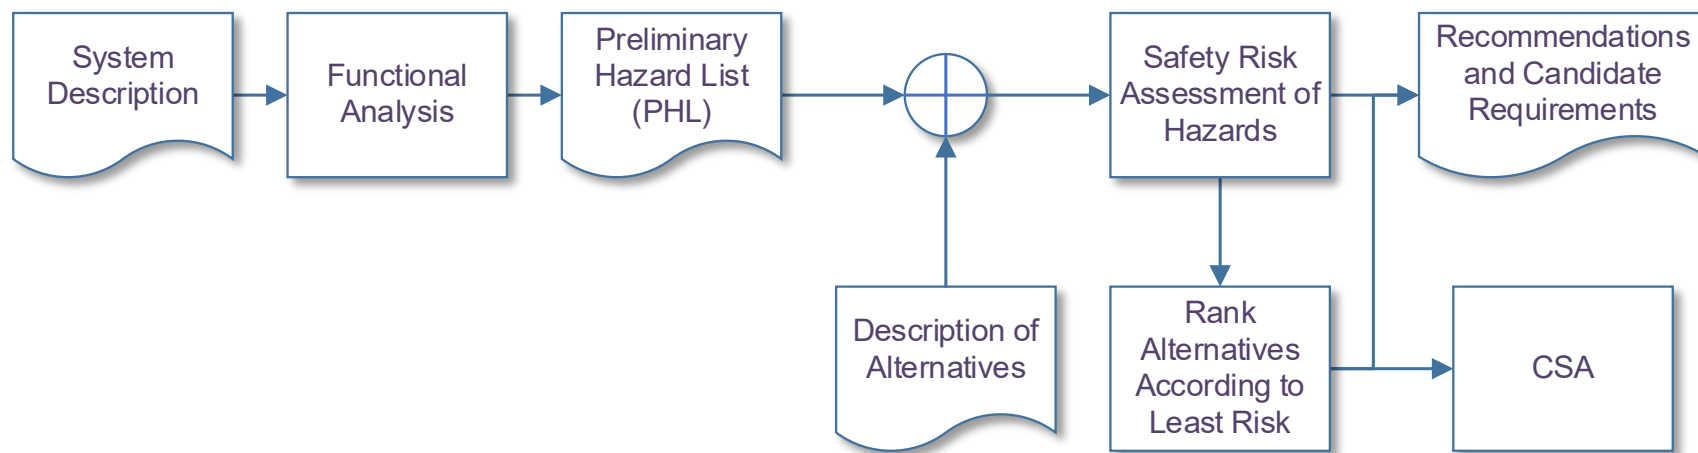 System
Description
Functional
Analysis
Preliminary
Hazard List
(PHL)
Safety Risk
Assessment of
Hazards
Recommendations
and Candidate
Requirements
Description of
Alternatives
Rank
Alternatives
According to
Least Risk
CSA